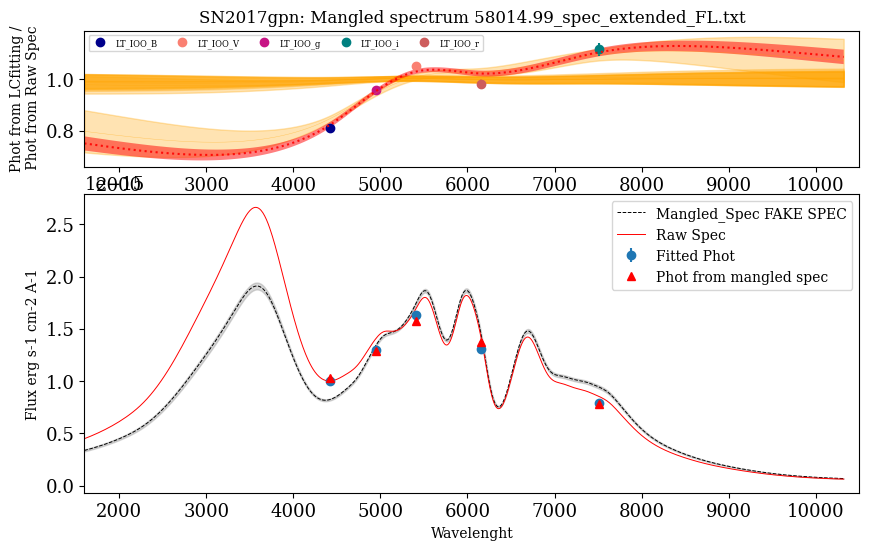 SN2017gpn: Mangled spectrum 58014.99_spec_extended_FL.txt
LT_IOO_B LT_IOO_V LT_IOO_g LT_IOO_i LT_IOO_r
Phot from LCfitting /
Phot from Raw Spec
1.0
0.8
2000 3000 4000 5000 6000 7000 8000 9000 10000
1e−15
Mangled_Spec FAKE SPEC
Raw Spec
Fitted Phot
Phot from mangled spec
Flux erg s-1 cm-2 A-1
2.5
2.0
1.5
1.0
0.5
0.0
2000 3000 4000 5000 6000 7000 8000 9000 10000
Wavelenght